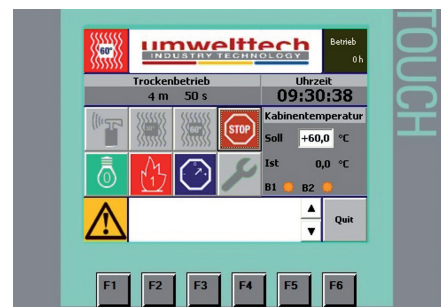 60°
umwelttech
INDUSTRY TECHNOLOGY
Betrieb
0 h
Trockenbetrieb
4 m 50 s
Uhrzeit
09:30:38
Kabinentemperatur
STOP
Soll +60,0 °C
Ist 0,0 °C
0
1
B1 B2
Quit
F1 F2 F3 F4 F5 F6
TOUCH